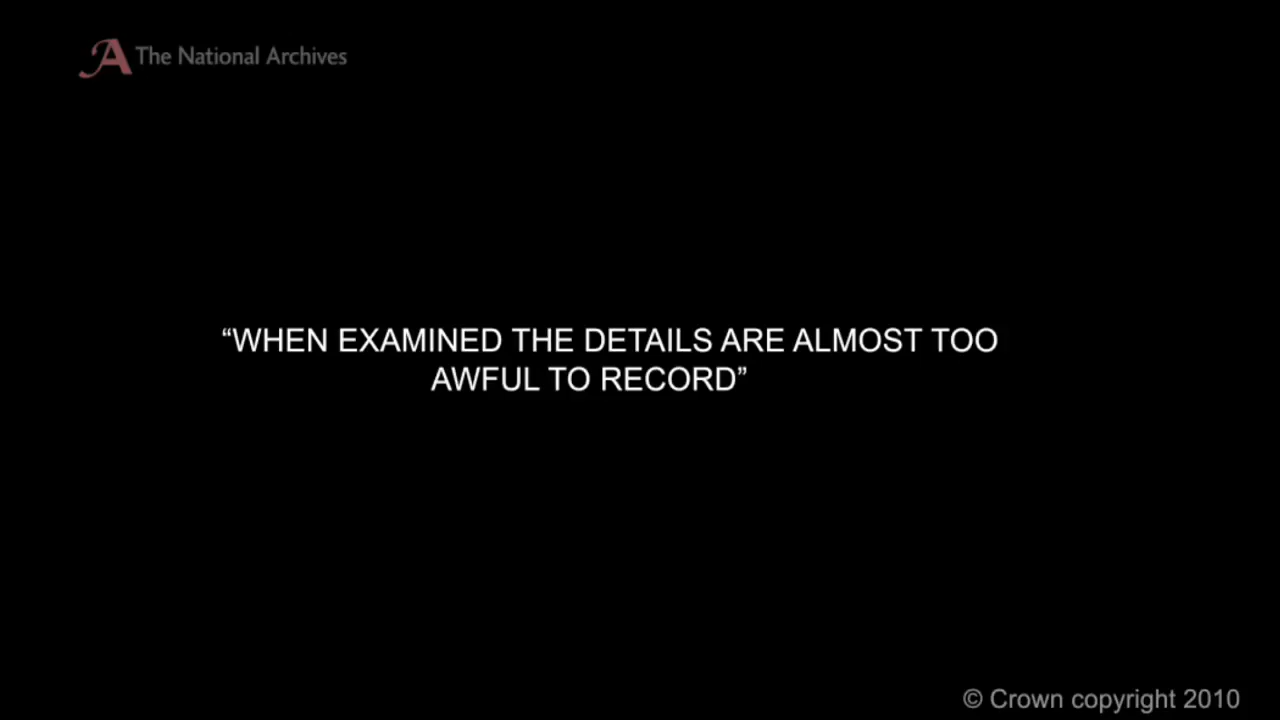 The National Archives
“WHEN EXAMINED THE DETAILS ARE ALMOST TOO
AWFUL TO RECORD”
© Crown copyright 2010